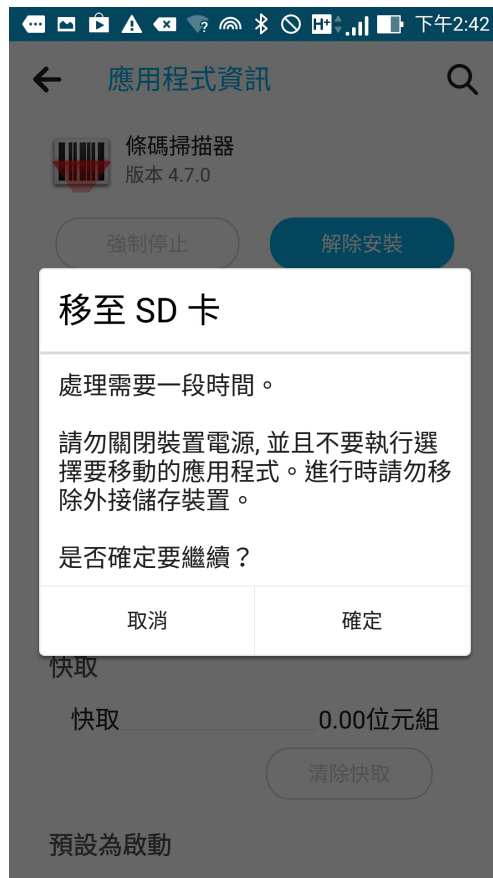 下午2:42
應用程式資訊
條碼掃描器
版本 4.7.0
強制停止
解除安裝
移至 SD 卡
處理需要一段時間。
請勿關閉裝置電源, 並且不要執行選
擇要移動的應用程式。進行時請勿移
除外接儲存裝置。
是否確定要繼續？
取消
確定
快取
快取
0.00位元組
清除快取
預設為啟動